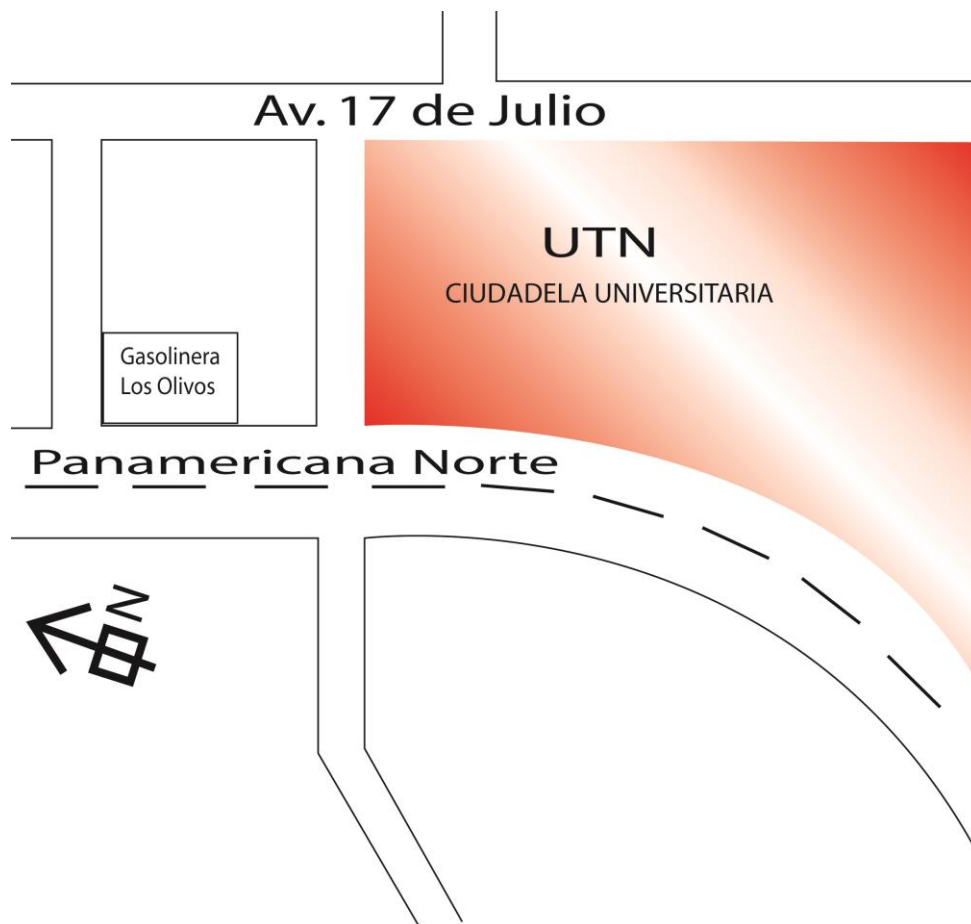 Av. 17 de Julio
UTN
CIUDADELA UNIVERSITARIA
Gasolinera
Los Olivos
Panamericana Norte
N